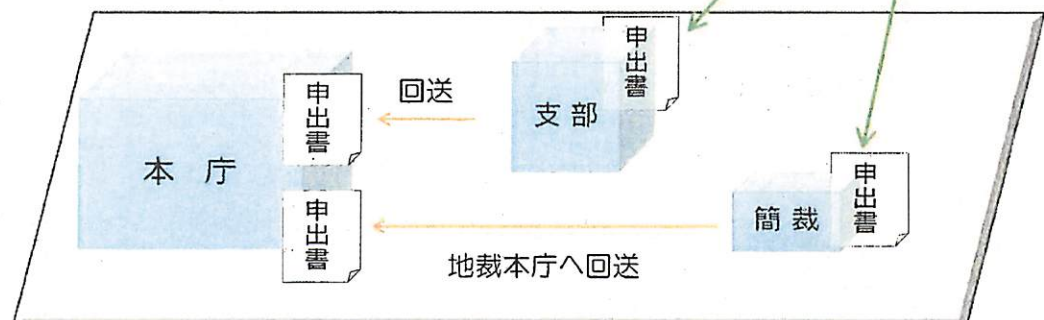 申出書
回送
支部
申出書
本庁
申出書
簡裁
申出書
地裁本庁へ回送